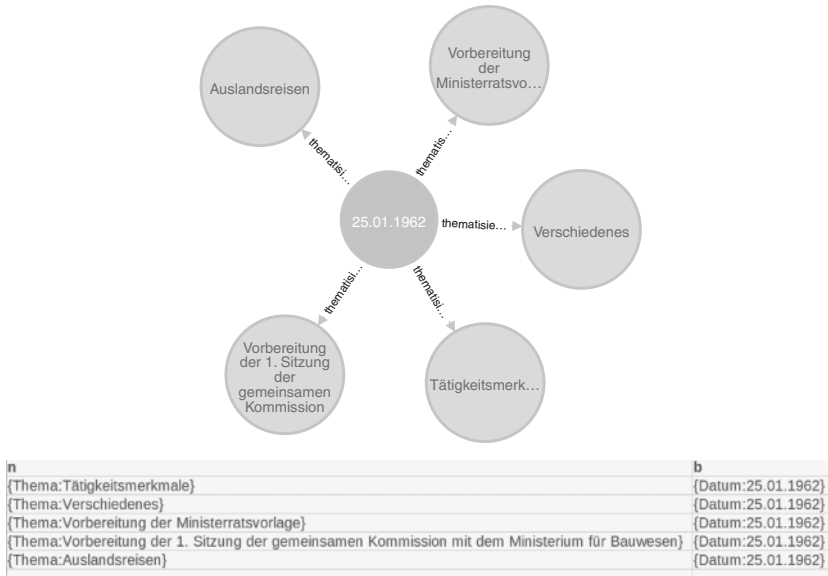 Auslandsreisen
Vorbereitung
der
Ministerratsvo…
thematisi…
thematis…
25.01.1962
thematisie…
Verschiedenes
thematisi…
thematisi…
Vorbereitung
der 1. Sitzung
der
gemeinsamen
Kommission
Tätigkeitsmerk…
n b
{Thema:Tätigkeitsmerkmale} {Datum:25.01.1962}
{Thema:Verschiedenes} {Datum:25.01.1962}
{Thema:Vorbereitung der Ministerratsvorlage} {Datum:25.01.1962}
{Thema:Vorbereitung der 1. Sitzung der gemeinsamen Kommission mit dem Ministerium für Bauwesen} {Datum:25.01.1962}
{Thema:Auslandsreisen} {Datum:25.01.1962}